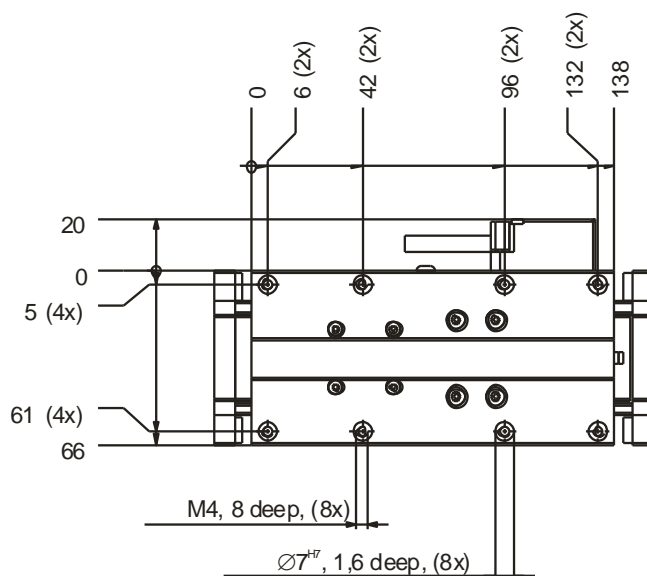 0
6 (2x)
42 (2x)
96 (2x)
132 (2x)
138
20
0
5 (4x)
61 (4x)
66
M4, 8 deep, (8x)
∅7H7, 1,6 deep, (8x)